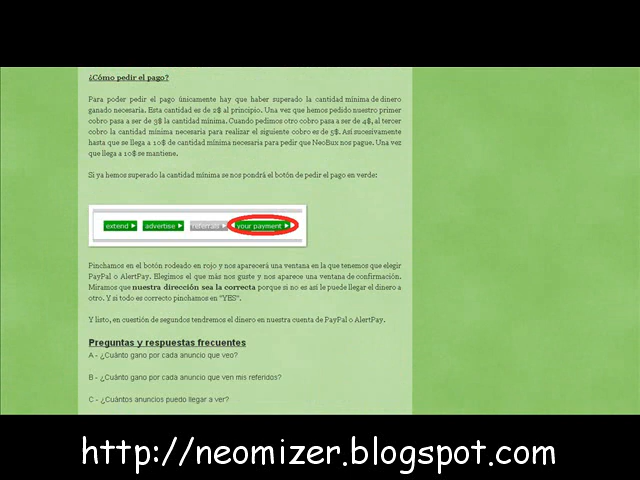 ¿Cómo pedir el pago?
Para poder pedir el pago únicamente hay que haber superado la cantidad mínima de dinero
ganado necesaria. Esta cantidad es de 2$ al principio. Una vez que hemos pedido nuestro primer
cobro pasa a ser de 3$ la cantidad mínima. Cuando pedimos otro cobro pasa a ser de 4$, al tercer
cobro la cantidad mínima necesaria para realizar el siguiente cobro es de 5$. Así sucesivamente
hasta que se llega a 10$ de cantidad mínima necesaria para pedir que NeoBux nos pague. Una vez
que llega a 10$ se mantiene.
Si ya hemos superado la cantidad mínima se nos pondrá el botón de pedir el pago en verde:
extend advertise referrals your payment
Pinchamos en el botón rodeado en rojo y nos aparecerá una ventana en la que tenemos que elegir
PayPal o AlertPay. Elegimos el que más nos guste y nos aparece una ventana de confirmación.
Miramos que nuestra dirección sea la correcta porque si no es así le puede llegar el dinero a
otro. Y si todo es correcto pinchamos en "YES".
Y listo, en cuestión de segundos tendremos el dinero en nuestra cuenta de PayPal o AlertPay.
Preguntas y respuestas frecuentes
A - ¿Cuánto gano por cada anuncio que veo?
B - ¿Cuánto gano por cada anuncio que ven mis referidos?
C - ¿Cuántos anuncios puedo llegar a ver?
http://neomizer.blogspot.com